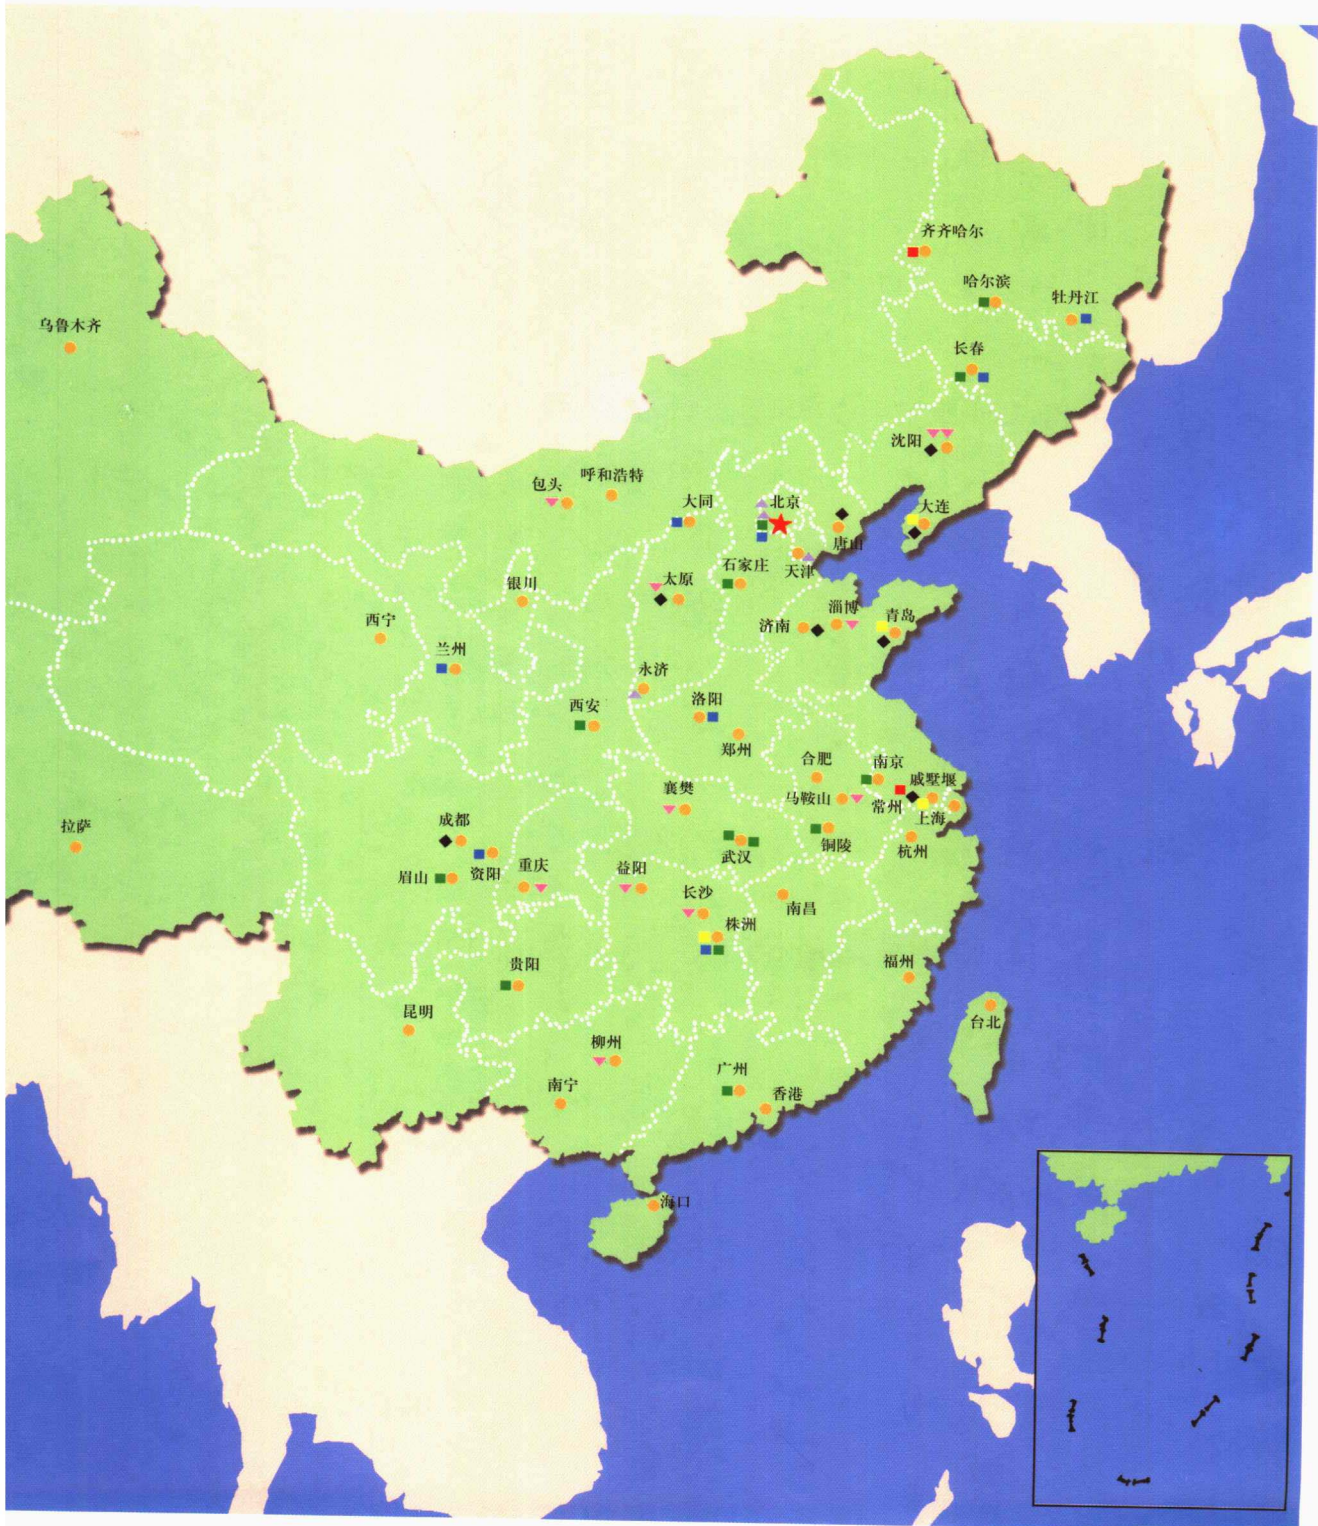 齐齐哈尔
哈尔滨
牡丹江
乌鲁木齐
长春
沈阳
呼和浩特
包头
大同
北京
大连
唐山
天津
石家庄
太原
银川
西宁
兰州
淄博
济南
青岛
永济
西安
洛阳
郑州
合肥
南京
戚墅堰
襄樊
马鞍山
常州
上海
拉萨
成都
武汉
铜陵
杭州
资阳
重庆
益阳
眉山
长沙
南昌
株洲
贵阳
福州
昆明
台北
柳州
广州
南宁
香港
海口